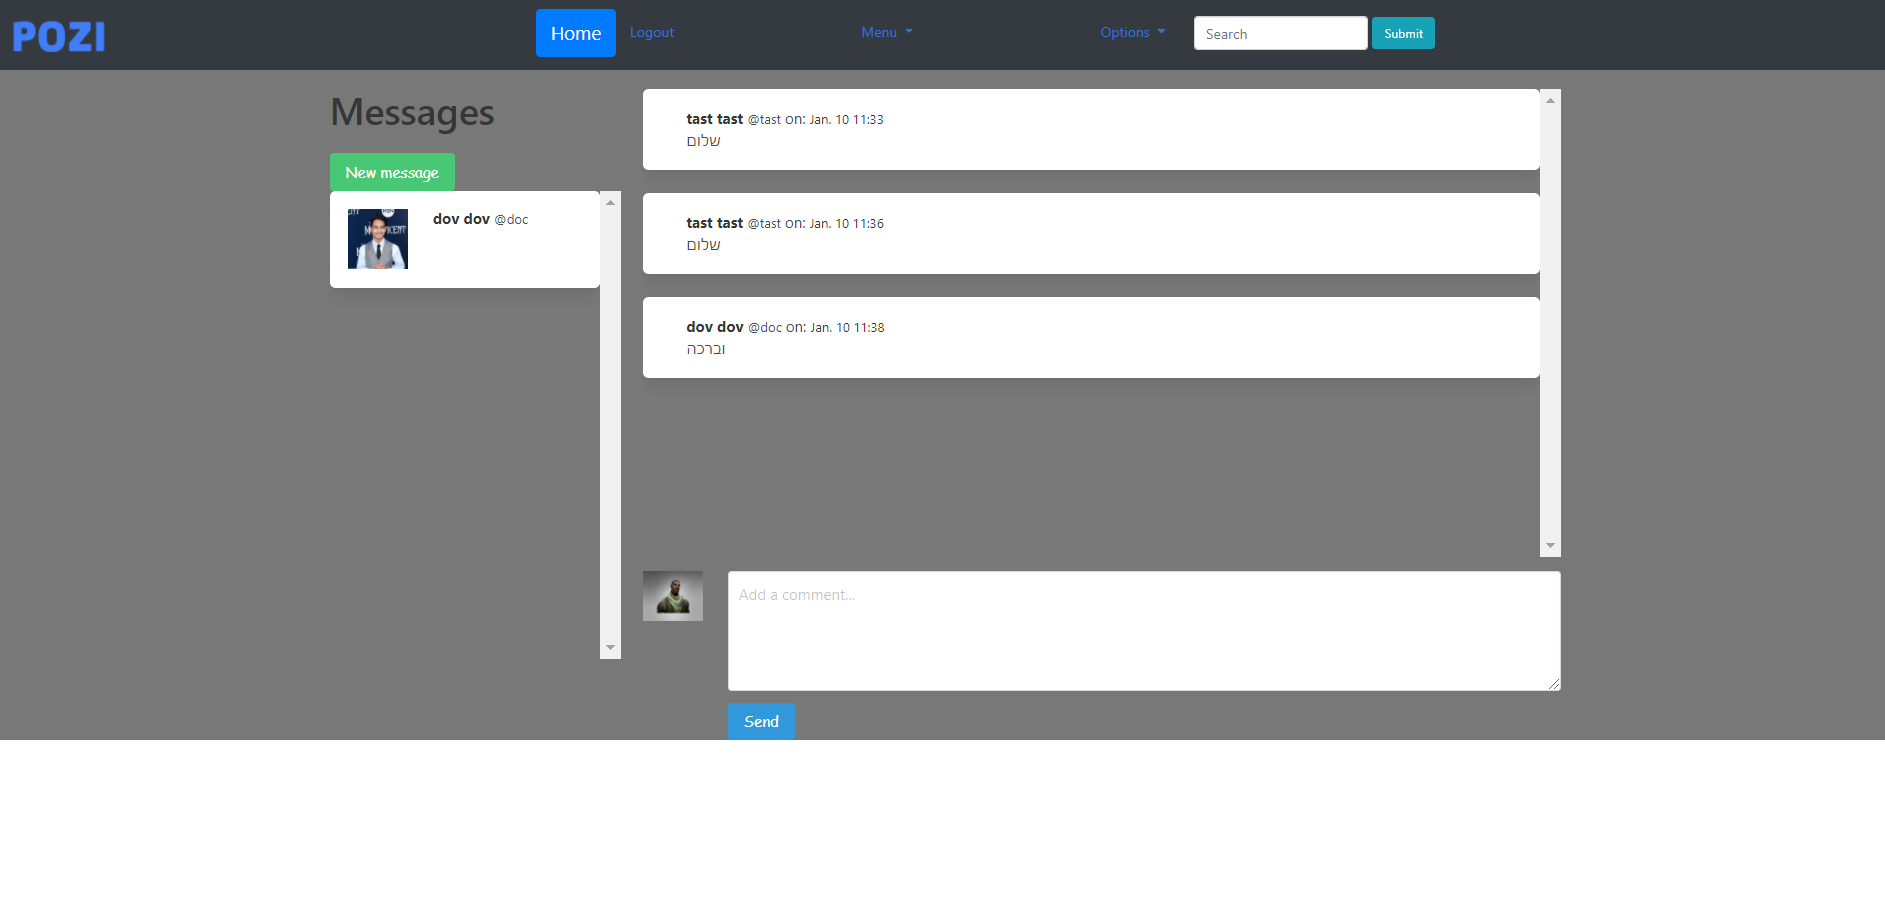 POZI
Home Logout Menu Options Search Submit
Messages
New message
dov dov @doc
tast tast @tast on: Jan. 10 11:33
שלום
tast tast @tast on: Jan. 10 11:36
שלום
dov dov @doc on: Jan. 10 11:38
וברכה
Add a comment...
Send